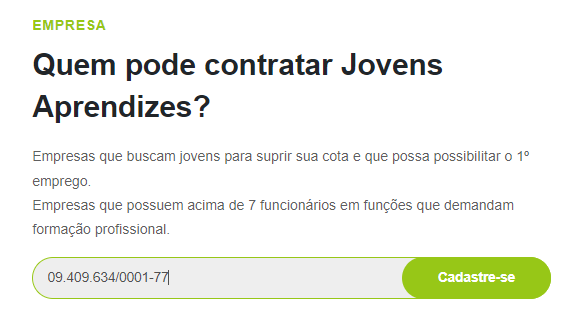 EMPRESA
Quem pode contratar Jovens
Aprendizes?
Empresas que buscam jovens para suprir sua cota e que possa possibilitar o 1º
emprego.
Empresas que possuem acima de 7 funcionários em funções que demandam
formação profissional.
09.409.634/0001-77
Cadastre-se